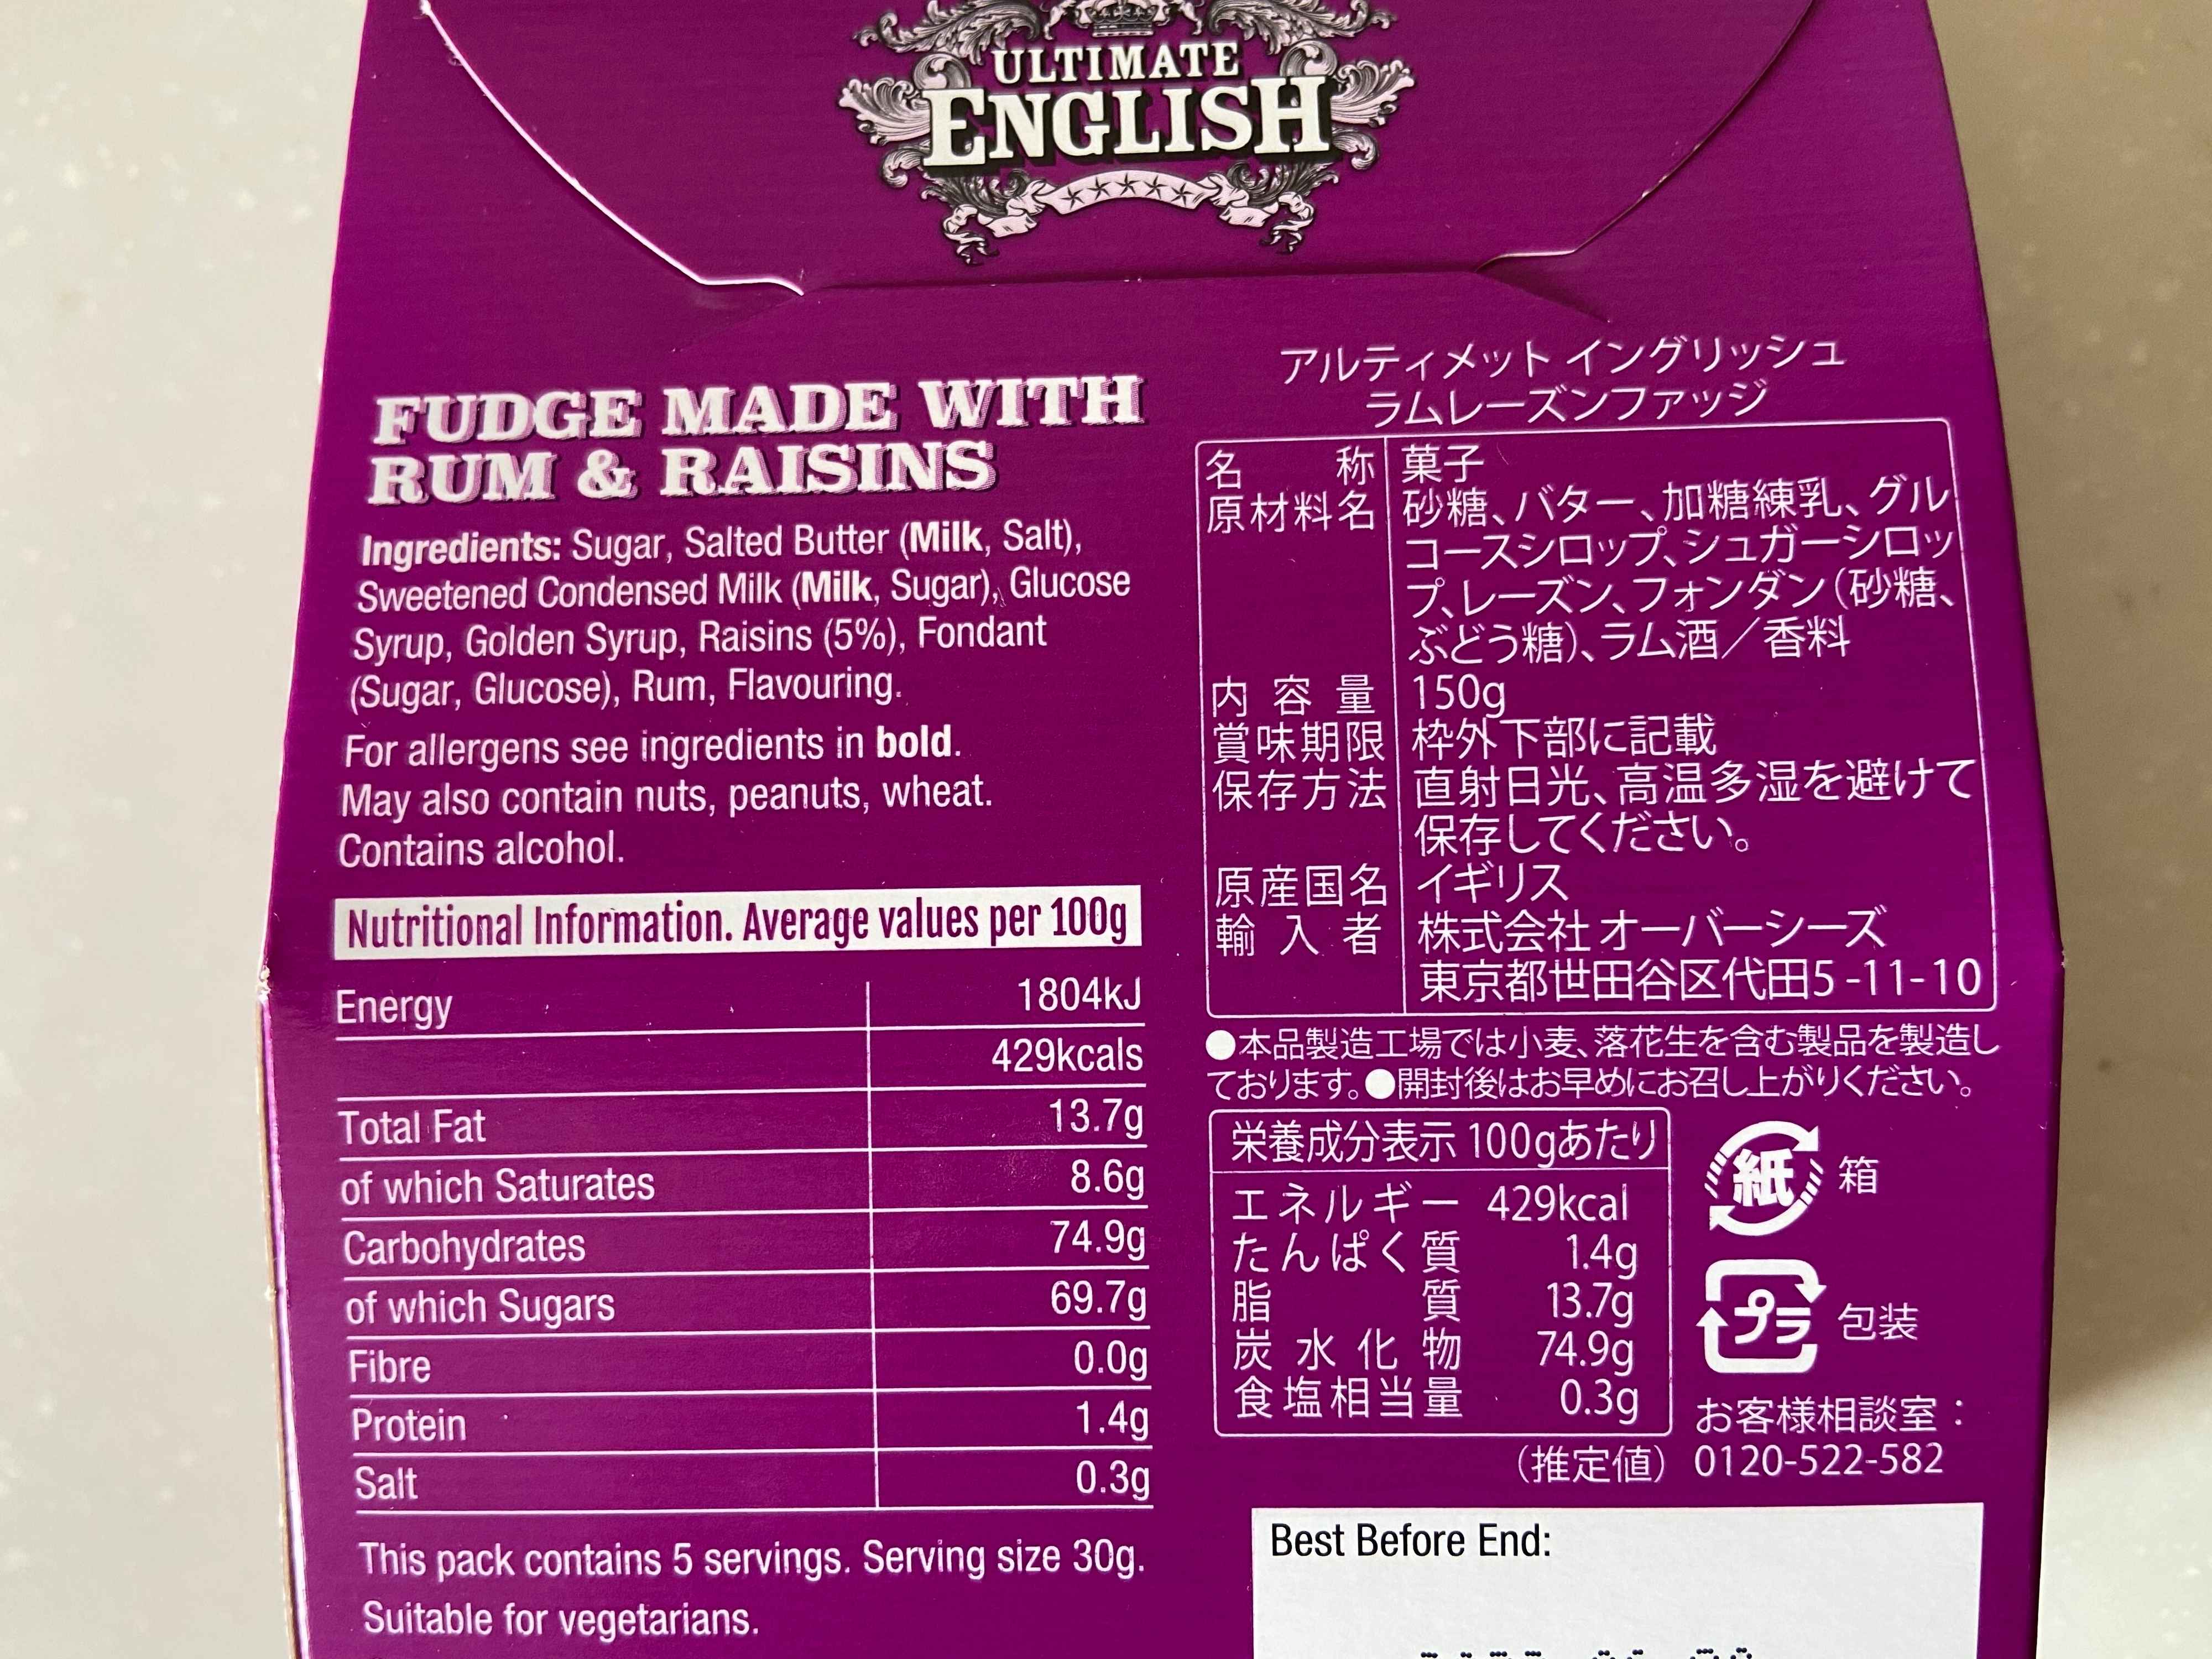 ULTIMATE
ENGLISH
FUDGE MADE WITH
RUM & RAISINS
Ingredients: Sugar, Salted Butter (Milk, Salt),
Sweetened Condensed Milk (Milk, Sugar), Glucose
Syrup, Golden Syrup, Raisins (5%), Fondant
(Sugar, Glucose), Rum, Flavouring.
For allergens see ingredients in bold.
May also contain nuts, peanuts, wheat.
Contains alcohol.
Nutritional Information. Average values per 100g
Energy 1804kJ
429kcals
Total Fat 13.7g
of which Saturates 8.6g
Carbohydrates 74.9g
of which Sugars 69.7g
Fibre 0.0g
Protein 1.4g
Salt 0.3g
This pack contains 5 servings. Serving size 30g.
Suitable for vegetarians.
アルティメット イングリッシュ
ラムレーズンファッジ
名称 菓子
原材料名 砂糖、バター、加糖練乳、グル
コースシロップ、シュガーシロッ
プ、レーズン、フォンダン(砂糖、
ぶどう糖)、ラム酒/香料
内容量 150g
賞味期限 枠外下部に記載
保存方法 直射日光、高温多湿を避けて
保存してください。
原産国名 イギリス
輸入者 株式会社 オーバーシーズ
東京都世田谷区代田5-11-10
●本品製造工場では小麦、落花生を含む製品を製造し
ております。●開封後はお早めにお召し上がりください。
栄養成分表示 100gあたり
エネルギー 429kcal
たんぱく質 1.4g
脂質 13.7g
炭水化物 74.9g
食塩相当量 0.3g
(推定値)
紙 箱
プラ 包装
お客様相談室:
0120-522-582
Best Before End: